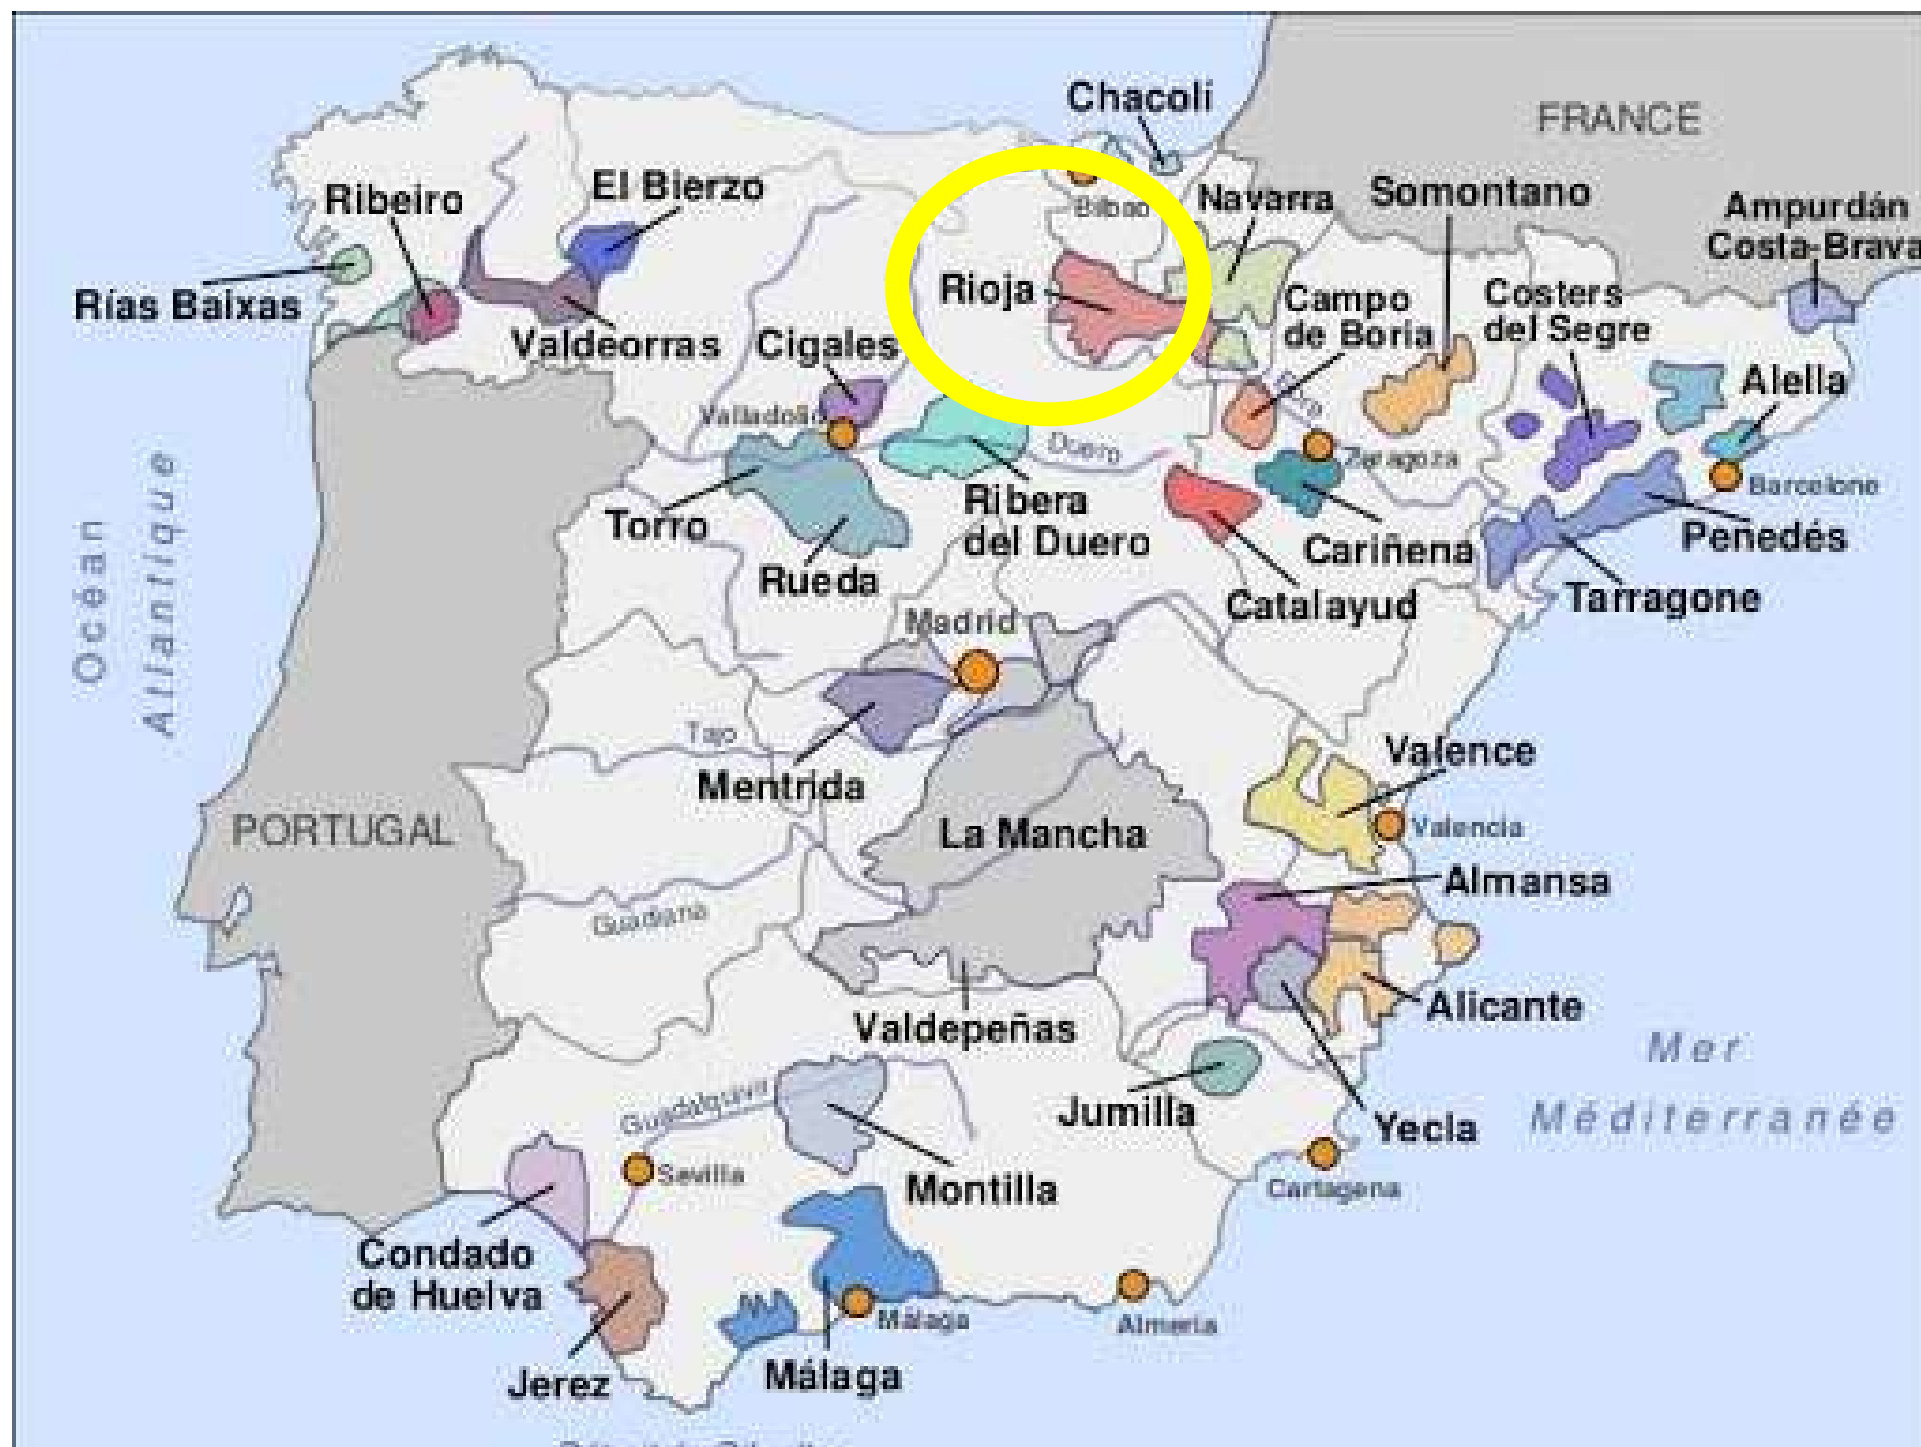 Chacoli
FRANCE
El Bierzo
Ribeiro
Navarra
Somontano
Ampurdán
Costa-Brava
Bilbao
Rías Baixas
Rioja
Campo
de Boria
Costers
del Segre
Valdeorras
Cigales
Alella
Valladolid
Duero
Zaragoza
Barcelone
Torro
Ribera
del Duero
Rueda
Cariñena
Peñedés
Catalayud
Tarragone
Océan
Atlantique
Madrid
Tajo
Mentrida
Valence
PORTUGAL
La Mancha
Valencia
Almansa
Guadiana
Valdepeñas
Alicante
Mer
Méditerranée
Guadalquivir
Jumilla
Yecla
Sevilla
Montilla
Cartagena
Condado
de Huelva
Málaga
Almeria
Jerez
Málaga